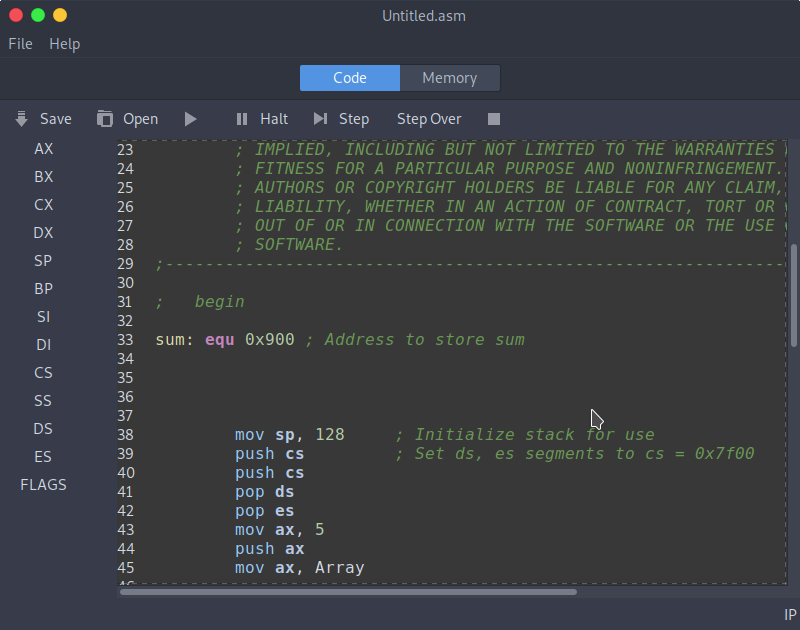 Untitled.asm
File Help
Code Memory
Save Open Halt Step Step Over
AX
BX
CX
DX
SP
BP
SI
DI
CS
SS
DS
ES
FLAGS
23 ; IMPLIED, INCLUDING BUT NOT LIMITED TO THE WARRANTIES
24 ; FITNESS FOR A PARTICULAR PURPOSE AND NONINFRINGEMENT.
25 ; AUTHORS OR COPYRIGHT HOLDERS BE LIABLE FOR ANY CLAIM,
26 ; LIABILITY, WHETHER IN AN ACTION OF CONTRACT, TORT OR
27 ; OUT OF OR IN CONNECTION WITH THE SOFTWARE OR THE USE
28 ; SOFTWARE.
29 ;---------------------------------------------------------------
30
31 ; begin
32
33 sum: equ 0x900 ; Address to store sum
34
35
36
37
38 mov sp, 128 ; Initialize stack for use
39 push cs ; Set ds, es segments to cs = 0x7f00
40 push cs
41 pop ds
42 pop es
43 mov ax, 5
44 push ax
45 mov ax, Array
IP